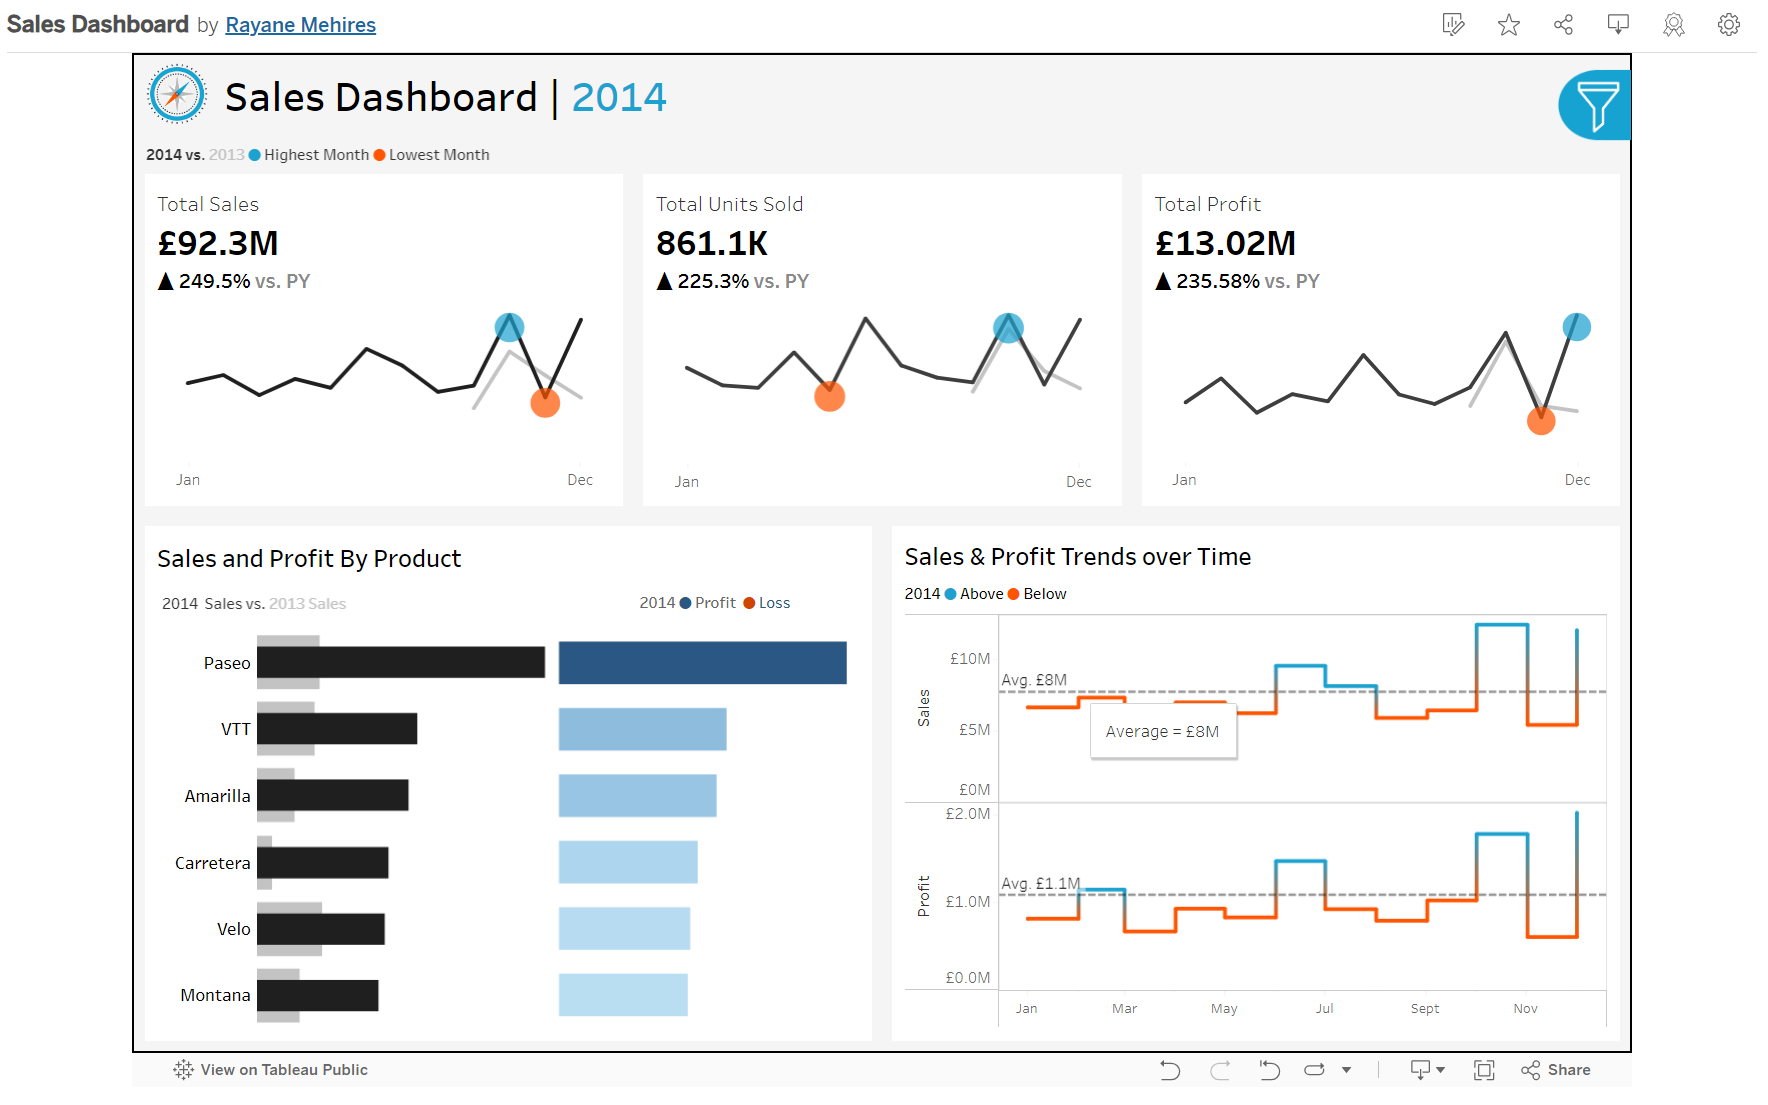 Sales Dashboard by Rayane Mehires
Sales Dashboard | 2014
2014 vs. 2013 Highest Month Lowest Month
Total Sales
£92.3M
▲ 249.5% vs. PY
Jan Dec
Total Units Sold
861.1K
▲ 225.3% vs. PY
Jan Dec
Total Profit
£13.02M
▲ 235.58% vs. PY
Jan Dec
Sales and Profit By Product
2014 Sales vs. 2013 Sales
2014 Profit Loss
Paseo
VTT
Amarilla
Carretera
Velo
Montana
Sales & Profit Trends over Time
2014 Above Below
Sales
£10M
Avg. £8M
£5M
Average = £8M
£0M
Profit
£2.0M
Avg. £1.1M
£1.0M
£0.0M
Jan Mar May Jul Sept Nov
View on Tableau Public
Share